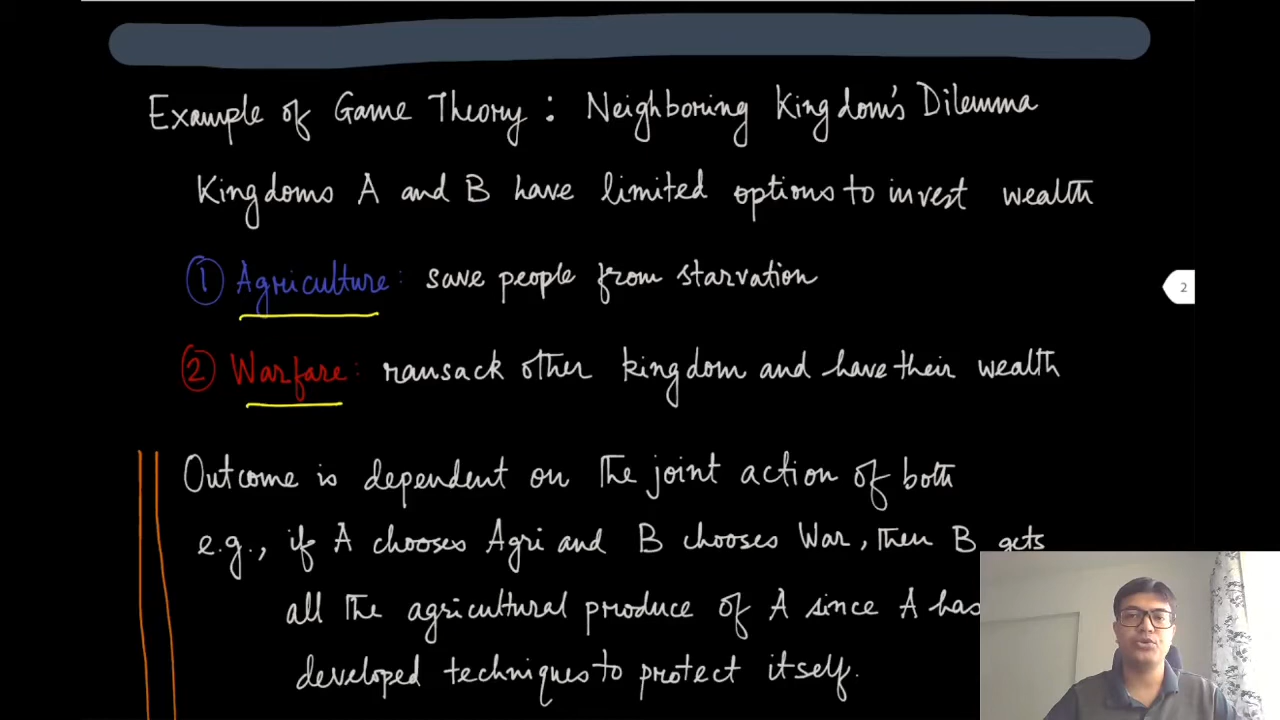 Example of Game Theory : Neighboring Kingdom's Dilemma
Kingdoms A and B have limited options to invest wealth
① Agriculture : save people from starvation
2
② Warfare : ransack other kingdom and have their wealth
Outcome is dependent on the joint action of both
e.g., if A chooses Agri and B chooses War, then B gets
all the agricultural produce of A since A has
developed techniques to protect itself.